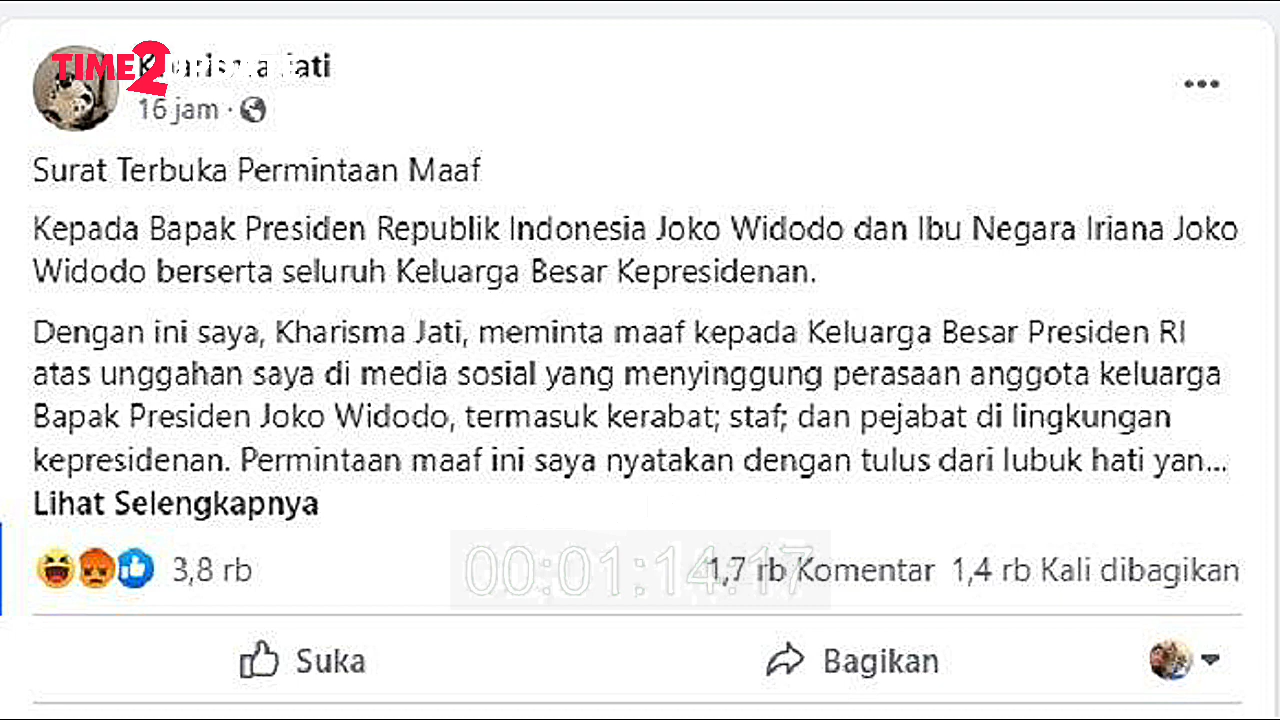 TIME2UPDATE
Kharisma Jati
16 jam ·
Surat Terbuka Permintaan Maaf
Kepada Bapak Presiden Republik Indonesia Joko Widodo dan Ibu Negara Iriana Joko
Widodo berserta seluruh Keluarga Besar Kepresidenan.
Dengan ini saya, Kharisma Jati, meminta maaf kepada Keluarga Besar Presiden RI
atas unggahan saya di media sosial yang menyinggung perasaan anggota keluarga
Bapak Presiden Joko Widodo, termasuk kerabat; staf; dan pejabat di lingkungan
kepresidenan. Permintaan maaf ini saya nyatakan dengan tulus dari lubuk hati yan...
Lihat Selengkapnya
3,8 rb 1,7 rb Komentar 1,4 rb Kali dibagikan
00:01:14.17
Suka Bagikan